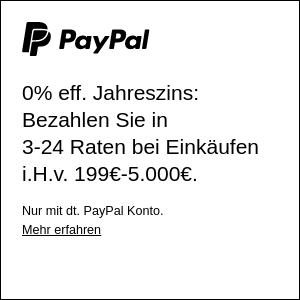 PayPal
0% eff. Jahreszins:
Bezahlen Sie in
3-24 Raten bei Einkäufen
i.H.v. 199€-5.000€.
Nur mit dt. PayPal Konto.
Mehr erfahren